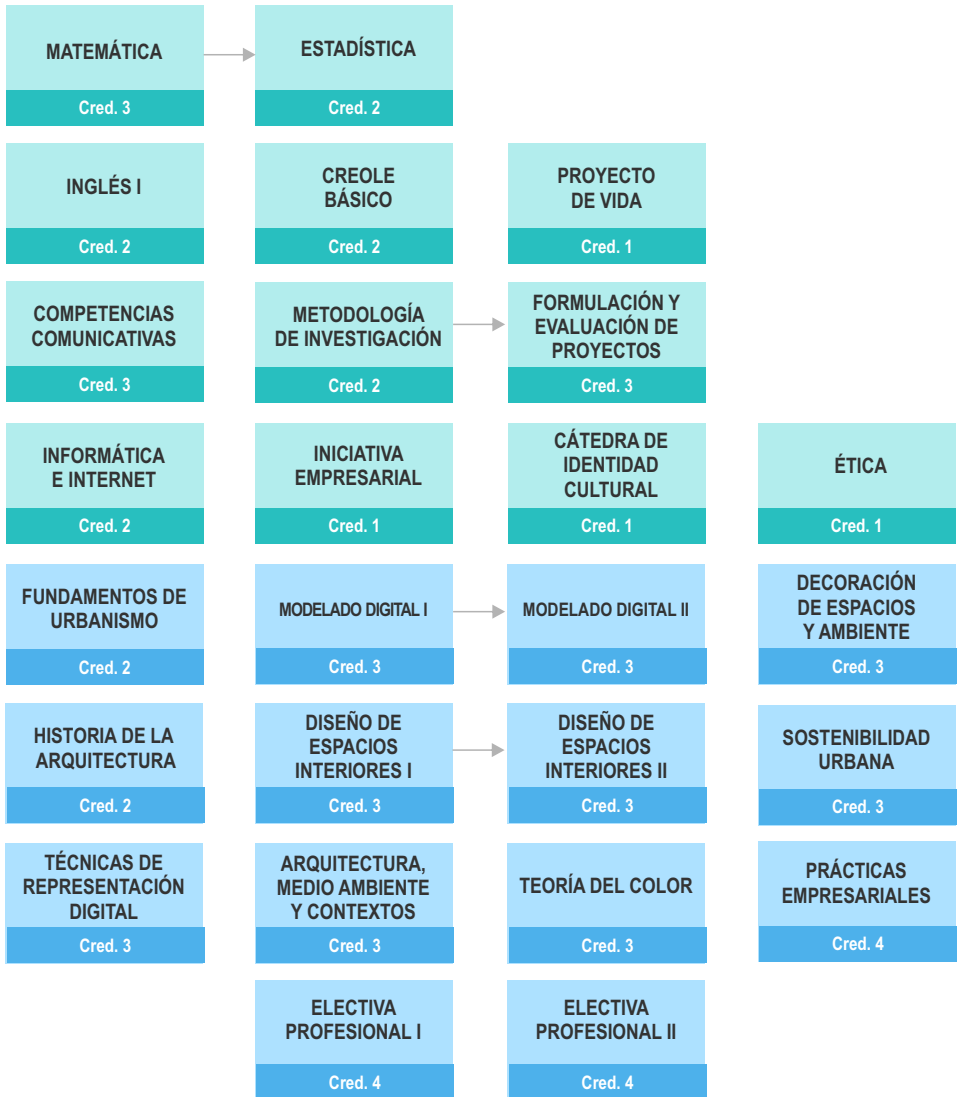 MATEMÁTICA
Cred. 3
ESTADÍSTICA
Cred. 2
INGLÉS I
Cred. 2
CREOLE
BÁSICO
Cred. 2
PROYECTO
DE VIDA
Cred. 1
COMPETENCIAS
COMUNICATIVAS
Cred. 3
METODOLOGÍA
DE INVESTIGACIÓN
Cred. 2
FORMULACIÓN Y
EVALUACIÓN DE
PROYECTOS
Cred. 3
INFORMÁTICA
E INTERNET
Cred. 2
INICIATIVA
EMPRESARIAL
Cred. 1
CÁTEDRA DE
IDENTIDAD
CULTURAL
Cred. 1
ÉTICA
Cred. 1
FUNDAMENTOS DE
URBANISMO
Cred. 2
MODELADO DIGITAL I
Cred. 3
MODELADO DIGITAL II
Cred. 3
DECORACIÓN
DE ESPACIOS
Y AMBIENTE
Cred. 3
HISTORIA DE LA
ARQUITECTURA
Cred. 2
DISEÑO DE
ESPACIOS
INTERIORES I
Cred. 3
DISEÑO DE
ESPACIOS
INTERIORES II
Cred. 3
SOSTENIBILIDAD
URBANA
Cred. 3
TÉCNICAS DE
REPRESENTACIÓN
DIGITAL
Cred. 3
ARQUITECTURA,
MEDIO AMBIENTE
Y CONTEXTOS
Cred. 3
TEORÍA DEL COLOR
Cred. 3
PRÁCTICAS
EMPRESARIALES
Cred. 4
ELECTIVA
PROFESIONAL I
Cred. 4
ELECTIVA
PROFESIONAL II
Cred. 4